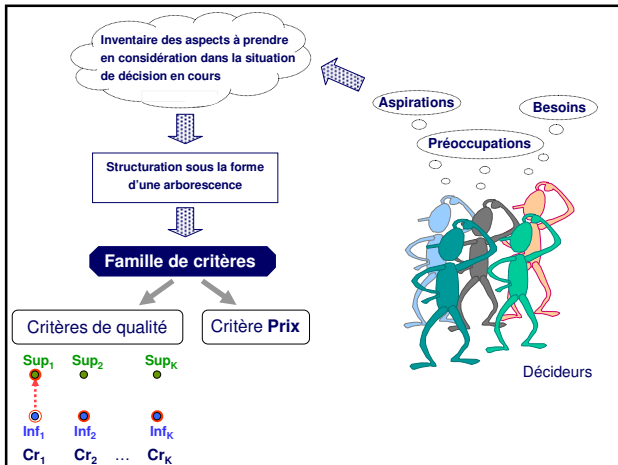 Inventaire des aspects à prendre
en considération dans la situation
de décision en cours
Aspirations
Besoins
Préoccupations
Structuration sous la forme
d'une arborescence
Famille de critères
Critères de qualité
Critère Prix
Sup1 Sup2 SupK
Inf1 Inf2 InfK
Cr1 Cr2 … CrK
Décideurs